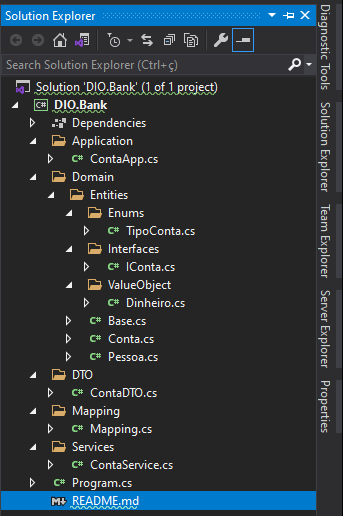 Solution Explorer
Search Solution Explorer (Ctrl+ç)
Solution 'DIO.Bank' (1 of 1 project)
C# DIO.Bank
Dependencies
Application
C# ContaApp.cs
Domain
Entities
Enums
C# TipoConta.cs
Interfaces
C# IConta.cs
ValueObject
C# Dinheiro.cs
C# Base.cs
C# Conta.cs
C# Pessoa.cs
DTO
C# ContaDTO.cs
Mapping
C# Mapping.cs
Services
C# ContaService.cs
C# Program.cs
README.md
Diagnostic Tools
Solution Explorer
Team Explorer
Server Explorer
Properties